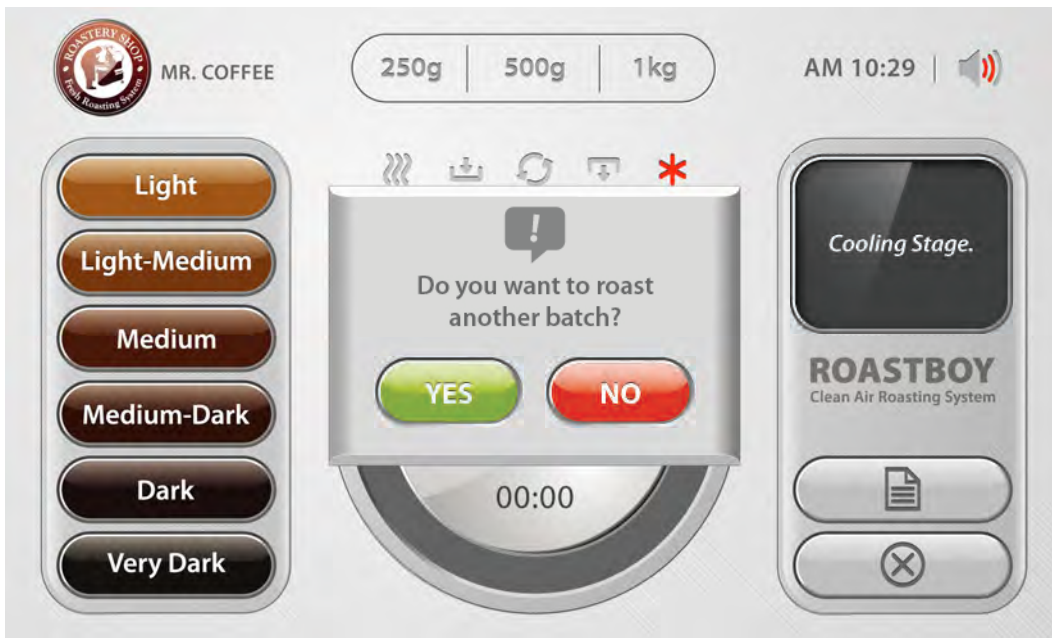 ROASTERY SHOP
Fresh Roasting System
MR. COFFEE
250g
500g
1kg
AM 10:29
Light
Light-Medium
Medium
Medium-Dark
Dark
Very Dark
!
Do you want to roast
another batch?
YES
NO
00:00
Cooling Stage.
ROASTBOY
Clean Air Roasting System